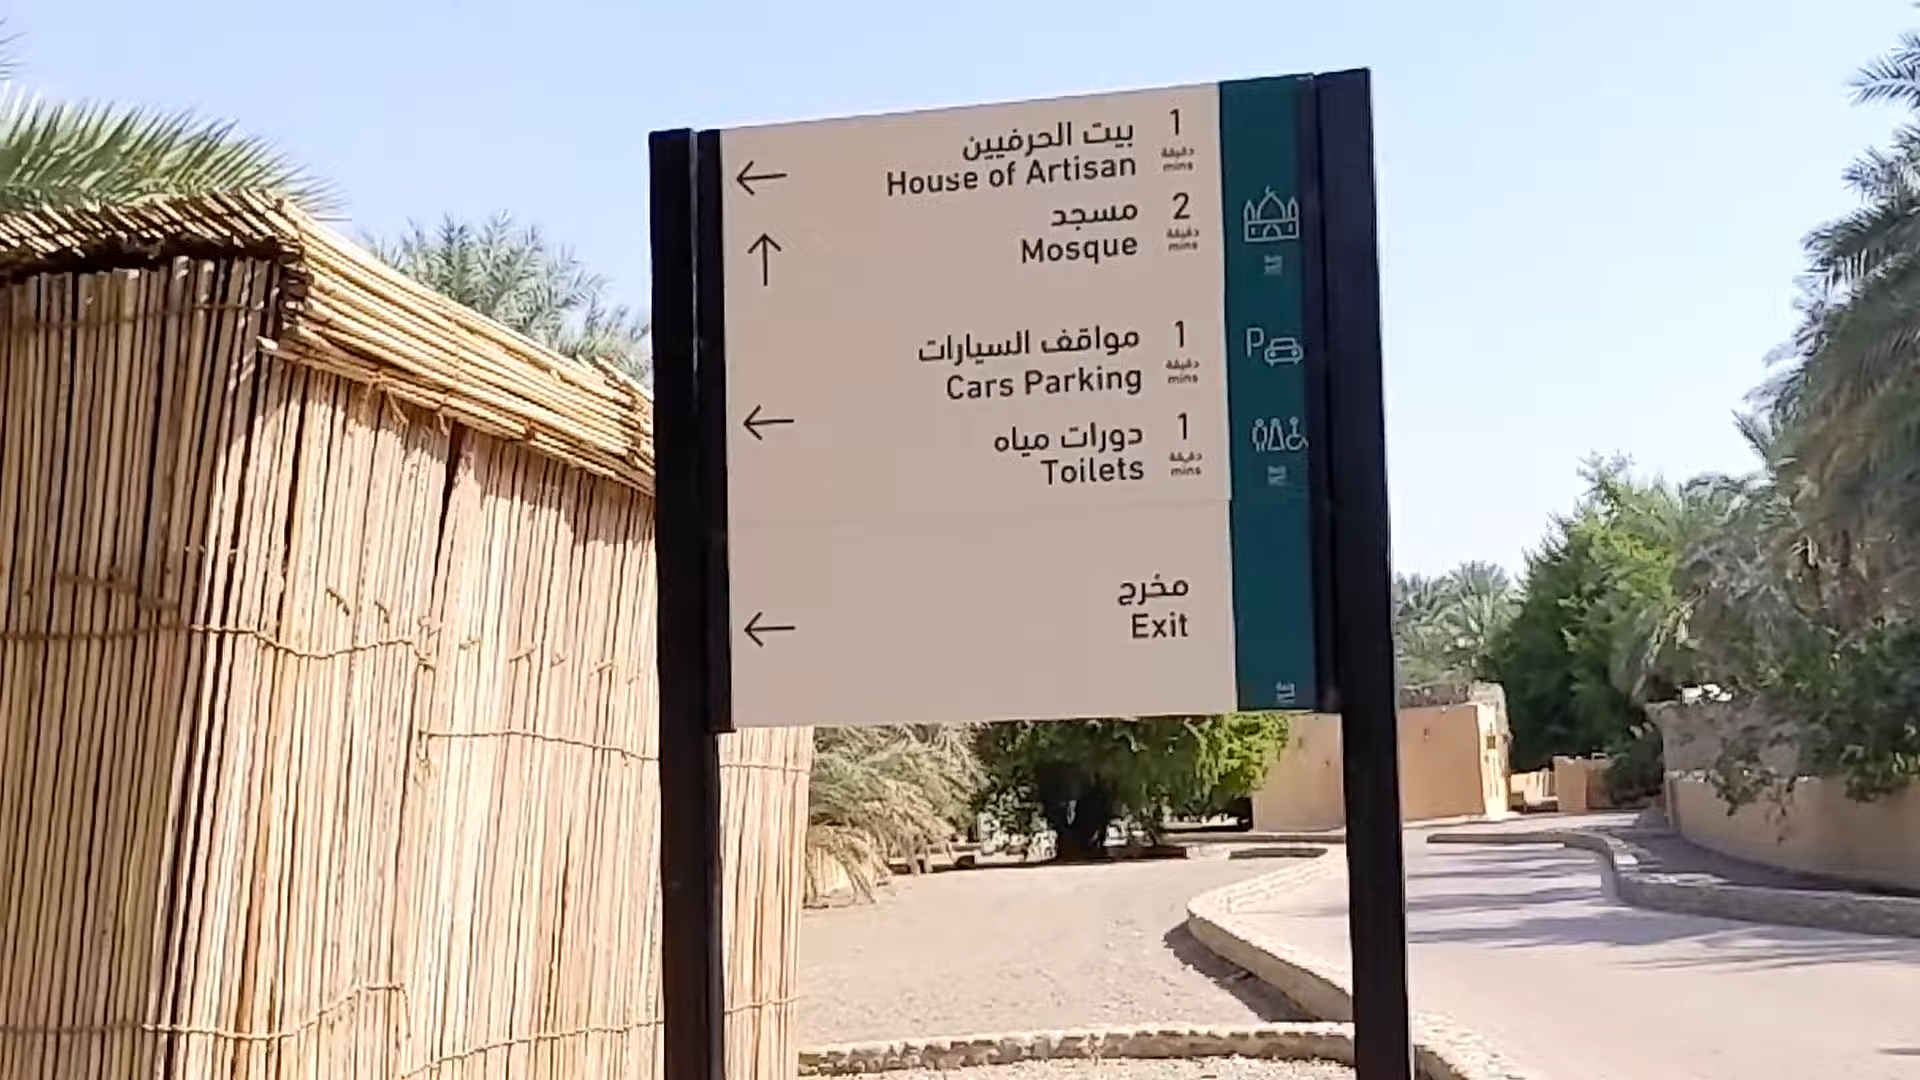 بيت الحرفيين 1
House of Artisan دقيقة mins
مسجد 2
Mosque دقيقة mins
مواقف السيارات 1
Cars Parking دقيقة mins
P
دورات مياه 1
Toilets دقيقة mins
مخرج
Exit